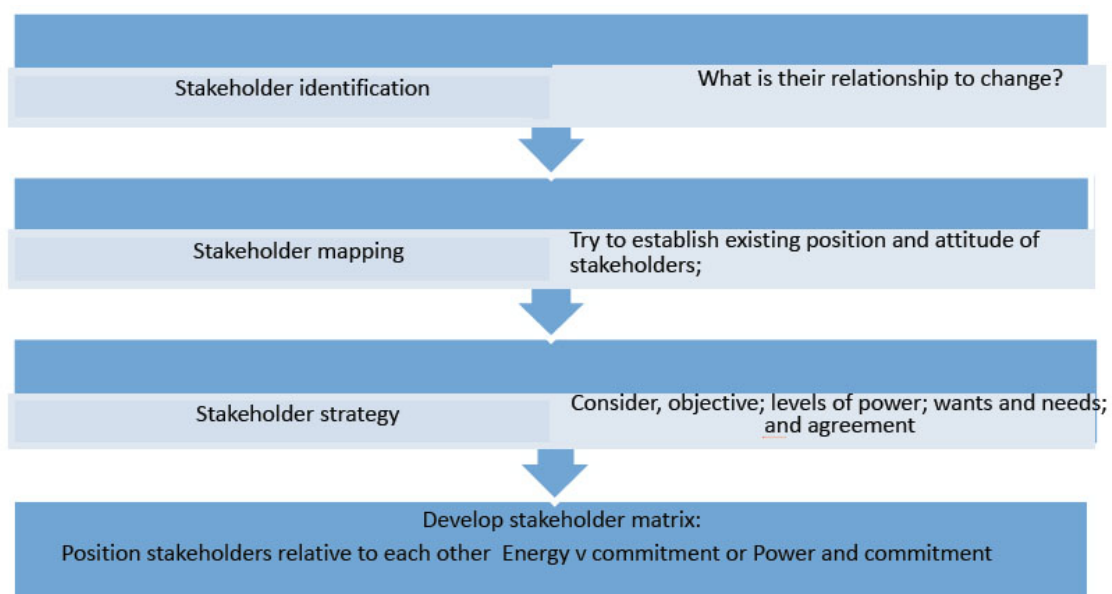 Stakeholder identification
What is their relationship to change?
Stakeholder mapping
Try to establish existing position and attitude of
stakeholders;
Stakeholder strategy
Consider, objective; levels of power; wants and needs;
and agreement
Develop stakeholder matrix:
Position stakeholders relative to each other Energy v commitment or Power and commitment